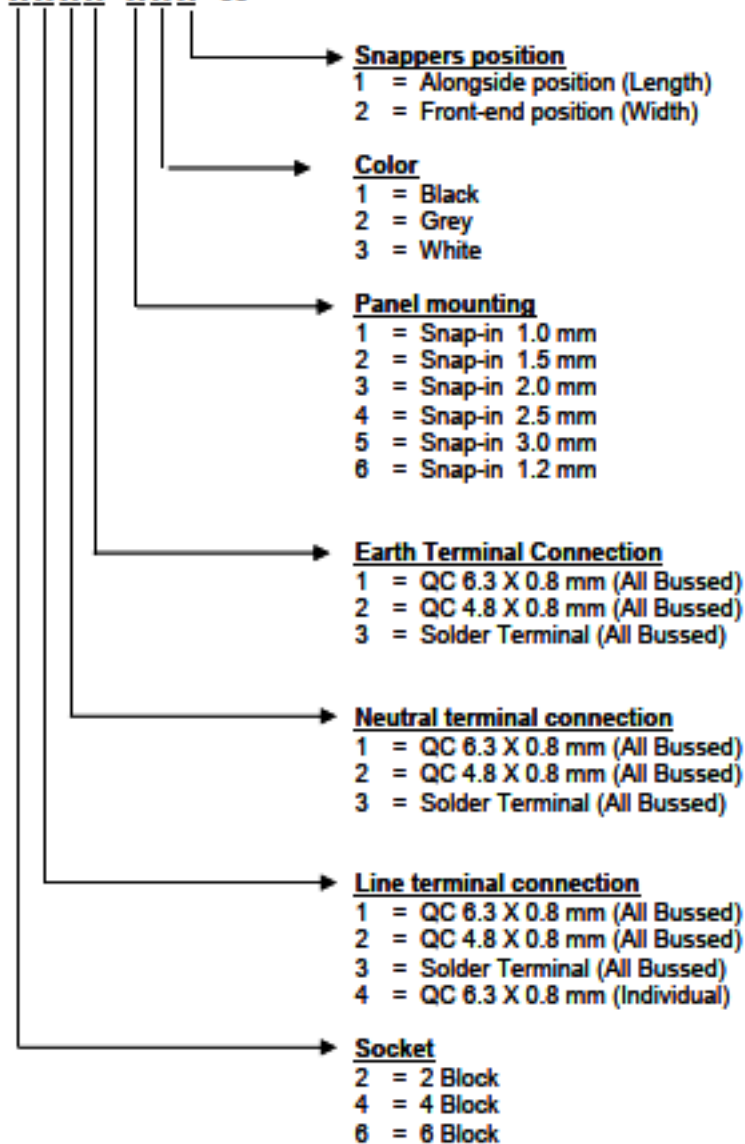 Snappers position
1 = Alongside position (Length)
2 = Front-end position (Width)
Color
1 = Black
2 = Grey
3 = White
Panel mounting
1 = Snap-in 1.0 mm
2 = Snap-in 1.5 mm
3 = Snap-in 2.0 mm
4 = Snap-in 2.5 mm
5 = Snap-in 3.0 mm
6 = Snap-in 1.2 mm
Earth Terminal Connection
1 = QC 6.3 X 0.8 mm (All Bussed)
2 = QC 4.8 X 0.8 mm (All Bussed)
3 = Solder Terminal (All Bussed)
Neutral terminal connection
1 = QC 6.3 X 0.8 mm (All Bussed)
2 = QC 4.8 X 0.8 mm (All Bussed)
3 = Solder Terminal (All Bussed)
Line terminal connection
1 = QC 6.3 X 0.8 mm (All Bussed)
2 = QC 4.8 X 0.8 mm (All Bussed)
3 = Solder Terminal (All Bussed)
4 = QC 6.3 X 0.8 mm (Individual)
Socket
2 = 2 Block
4 = 4 Block
6 = 6 Block